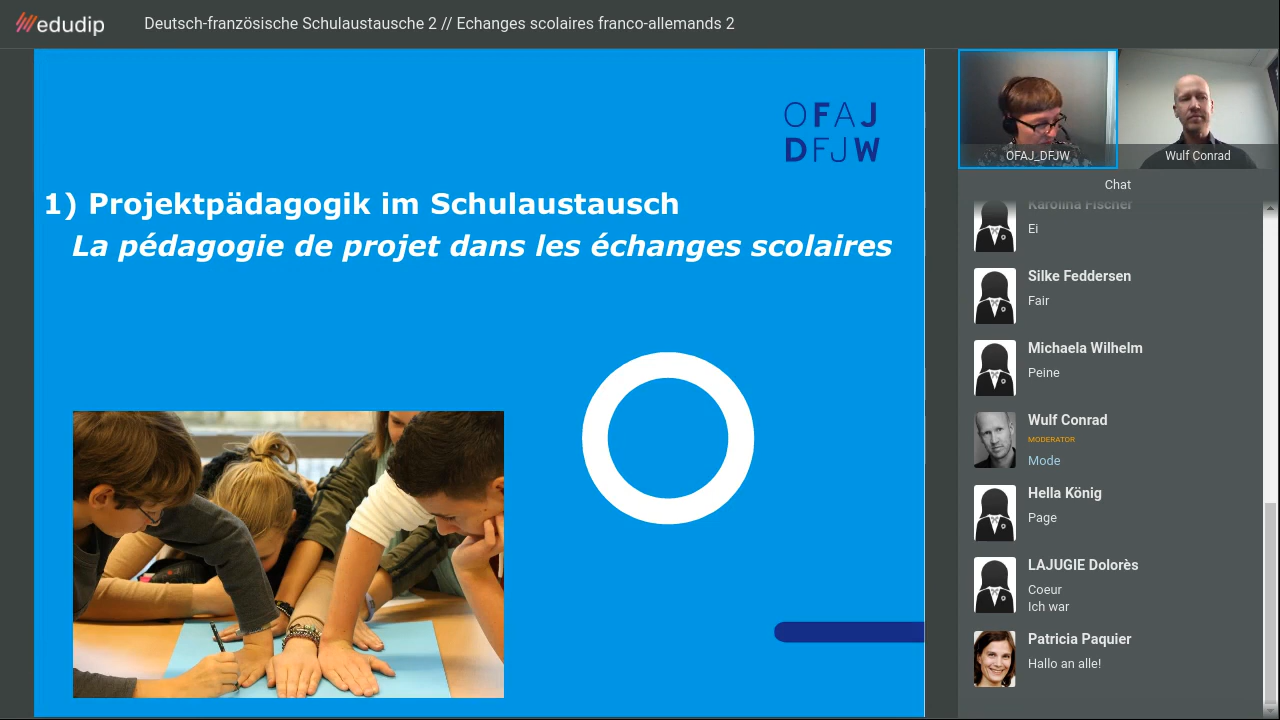 edudip
Deutsch-französische Schulaustausche 2 // Echanges scolaires franco-allemands 2
OFAJ
DFJW
1) Projektpädagogik im Schulaustausch
La pédagogie de projet dans les échanges scolaires
OFAJ_DFJW
Wulf Conrad
Chat
Karolina Fischer
Ei
Silke Feddersen
Fair
Michaela Wilhelm
Peine
Wulf Conrad
MODERATOR
Mode
Hella König
Page
LAJUGIE Dolorès
Coeur
Ich war
Patricia Paquier
Hallo an alle!